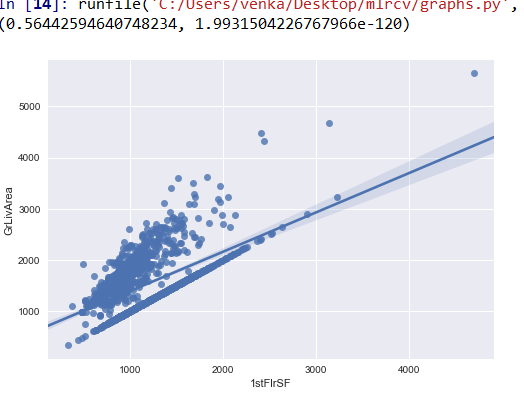 In [14]: runfile('C:/Users/venka/Desktop/mlrcv/graphs.py',
(0.56442594640748234, 1.9931504226767966e-120)
5000
4000
3000
2000
1000
GrLivArea
1000 2000 3000 4000
1stFlrSF